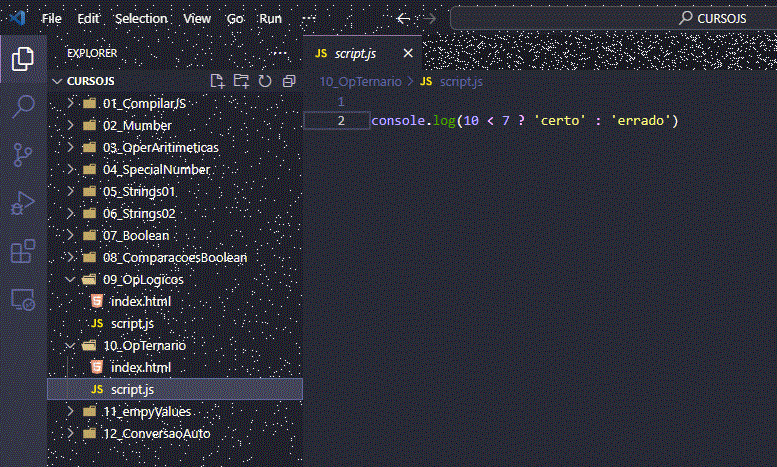 File Edit Selection View Go Run ··· CURSOJS
EXPLORER ···
CURSOJS
01_CompilarJS
02_Mumber
03_OperAritimeticas
04_SpecialNumber
05_Strings01
06_Strings02
07_Boolean
08_ComparacoesBoolean
09_OpLogicos
index.html
JS script.js
10_OpTernario
index.html
JS script.js
11_empyValues
12_ConversaoAuto
JS script.js
10_OpTernario > JS script.js
1
2 console.log(10 < 7 ? 'certo' : 'errado')